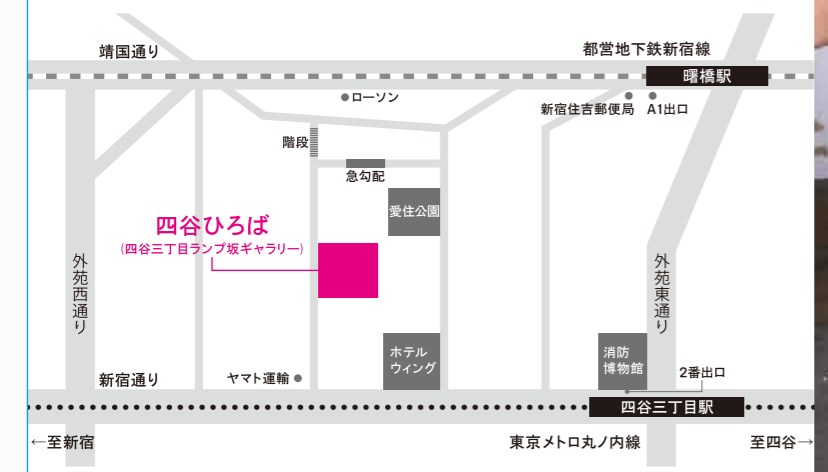 靖国通り
都営地下鉄新宿線
曙橋駅
ローソン
新宿住吉郵便局
A1出口
階段
急勾配
愛住公園
四谷ひろば
(四谷三丁目ランプ坂ギャラリー)
外苑西通り
外苑東通り
ホテル
ウィング
消防
博物館
2番出口
新宿通り
ヤマト運輸
四谷三丁目駅
←至新宿
東京メトロ丸ノ内線
至四谷→